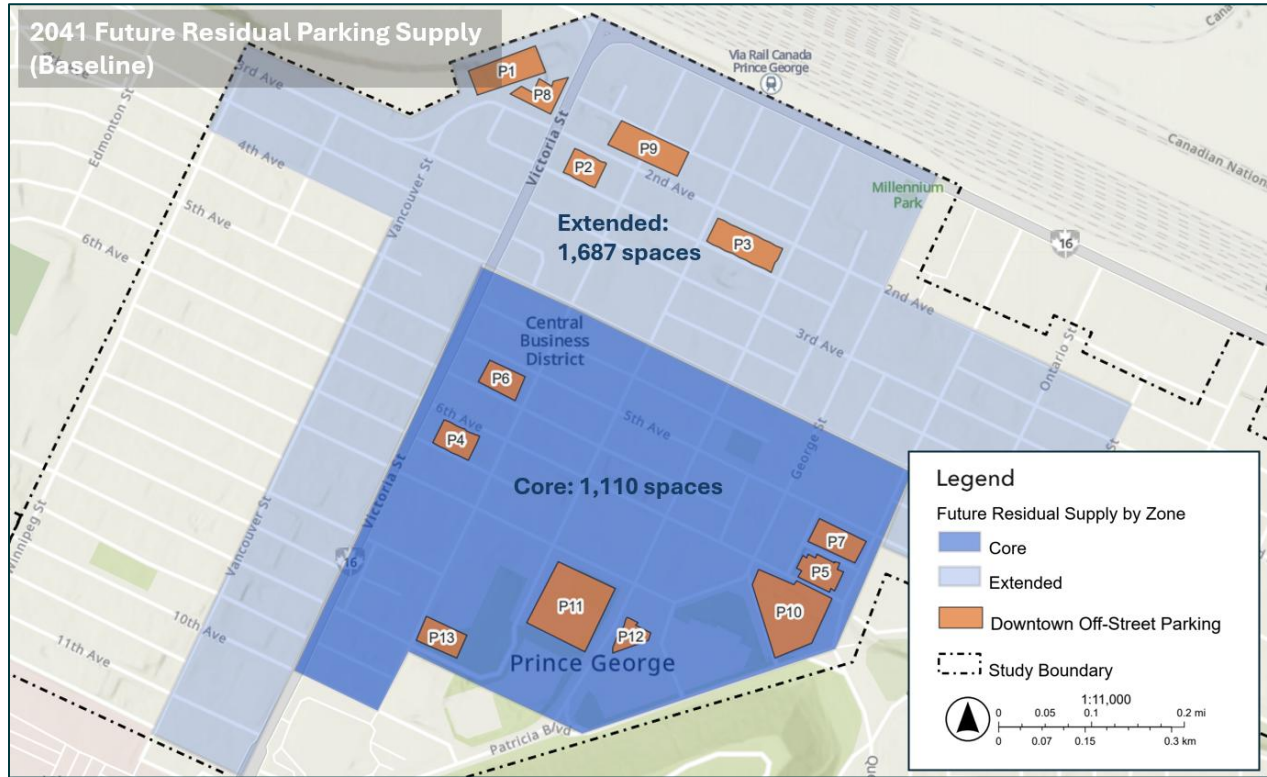 2041 Future Residual Parking Supply
(Baseline)
Via Rail Canada
Prince George
Canadian Nation
Millennium
Park
16
Edmonton St
3rd Ave
4th Ave
5th Ave
6th Ave
Vancouver St
Victoria St
P1
P8
P9
P2
2nd Ave
P3
Extended:
1,687 spaces
2nd Ave
3rd Ave
Ontario St
Central
Business
District
P6
6th Ave
P4
5th Ave
George St
Core: 1,110 spaces
Victoria St
16
Vancouver St
Winnipeg St
10th Ave
11th Ave
P7
P5
P10
P11
P12
P13
Prince George
Patricia Blvd
Legend
Future Residual Supply by Zone
Core
Extended
Downtown Off-Street Parking
Study Boundary
1:11,000
0 0.05 0.1 0.2 mi
0 0.07 0.15 0.3 km